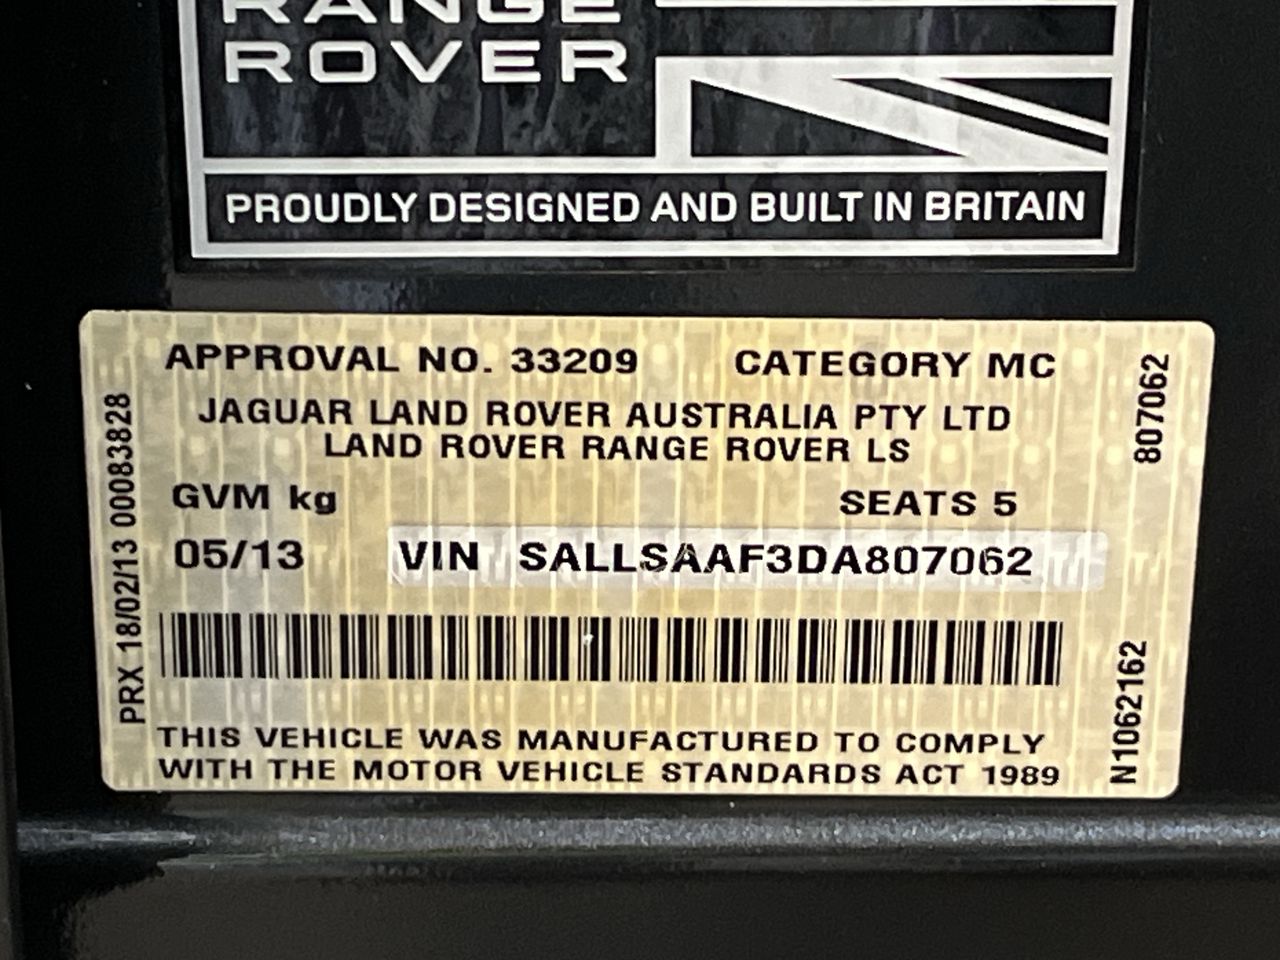 RANGE
ROVER
PROUDLY DESIGNED AND BUILT IN BRITAIN
APPROVAL NO. 33209 CATEGORY MC
JAGUAR LAND ROVER AUSTRALIA PTY LTD
LAND ROVER RANGE ROVER LS
GVM kg SEATS 5
05/13 VIN SALLSAAF3DA807062
THIS VEHICLE WAS MANUFACTURED TO COMPLY
WITH THE MOTOR VEHICLE STANDARDS ACT 1989
PRX 18/02/13 00083828
807062
N1062162